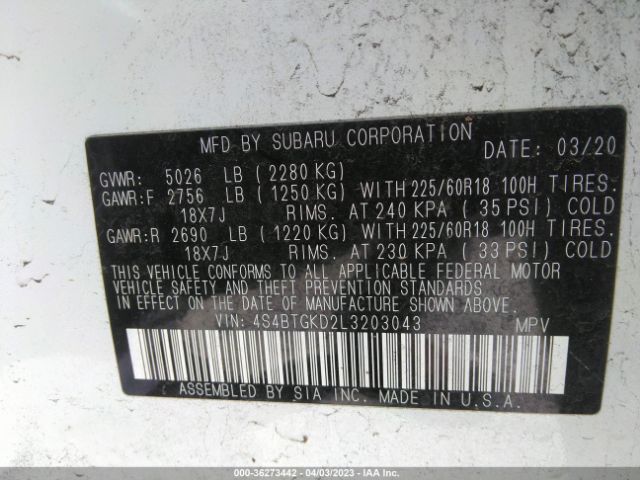 MFD BY SUBARU CORPORATION DATE: 03/20
GVWR: 5026 LB (2280 KG)
GAWR:F 2756 LB (1250 KG) WITH 225/60R18 100H TIRES.
18X7J RIMS. AT 240 KPA (35 PSI) COLD
GAWR:R 2690 LB (1220 KG) WITH 225/60R18 100H TIRES.
18X7J RIMS. AT 230 KPA (33 PSI) COLD
THIS VEHICLE CONFORMS TO ALL APPLICABLE FEDERAL MOTOR
VEHICLE SAFETY AND THEFT PREVENTION STANDARDS
IN EFFECT ON THE DATE OF MANUFACTURE SHOWN ABOVE.
VIN: 4S4BTGKD2L3203043 MPV
ASSEMBLED BY SIA INC. MADE IN U.S.A.
000-36273442 - 04/03/2023 - IAA Inc.